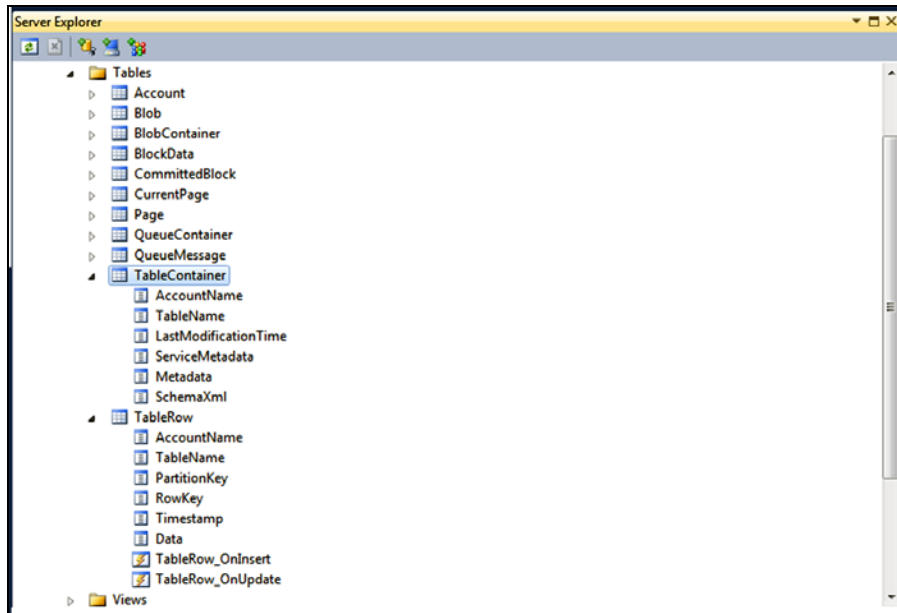 Server Explorer
Tables
Account
Blob
BlobContainer
BlockData
CommittedBlock
CurrentPage
Page
QueueContainer
QueueMessage
TableContainer
AccountName
TableName
LastModificationTime
ServiceMetadata
Metadata
SchemaXml
TableRow
AccountName
TableName
PartitionKey
RowKey
Timestamp
Data
TableRow_OnInsert
TableRow_OnUpdate
Views